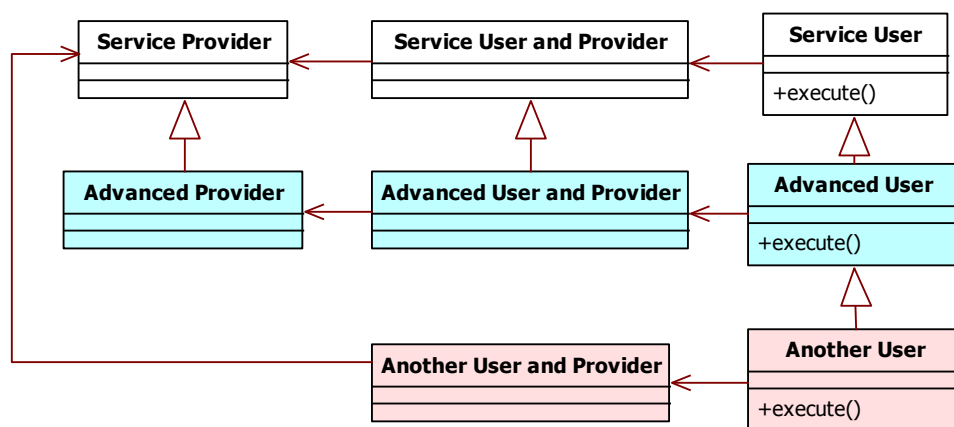 Service Provider
Service User and Provider
Service User
+execute()
Advanced Provider
Advanced User and Provider
Advanced User
+execute()
Another User and Provider
Another User
+execute()